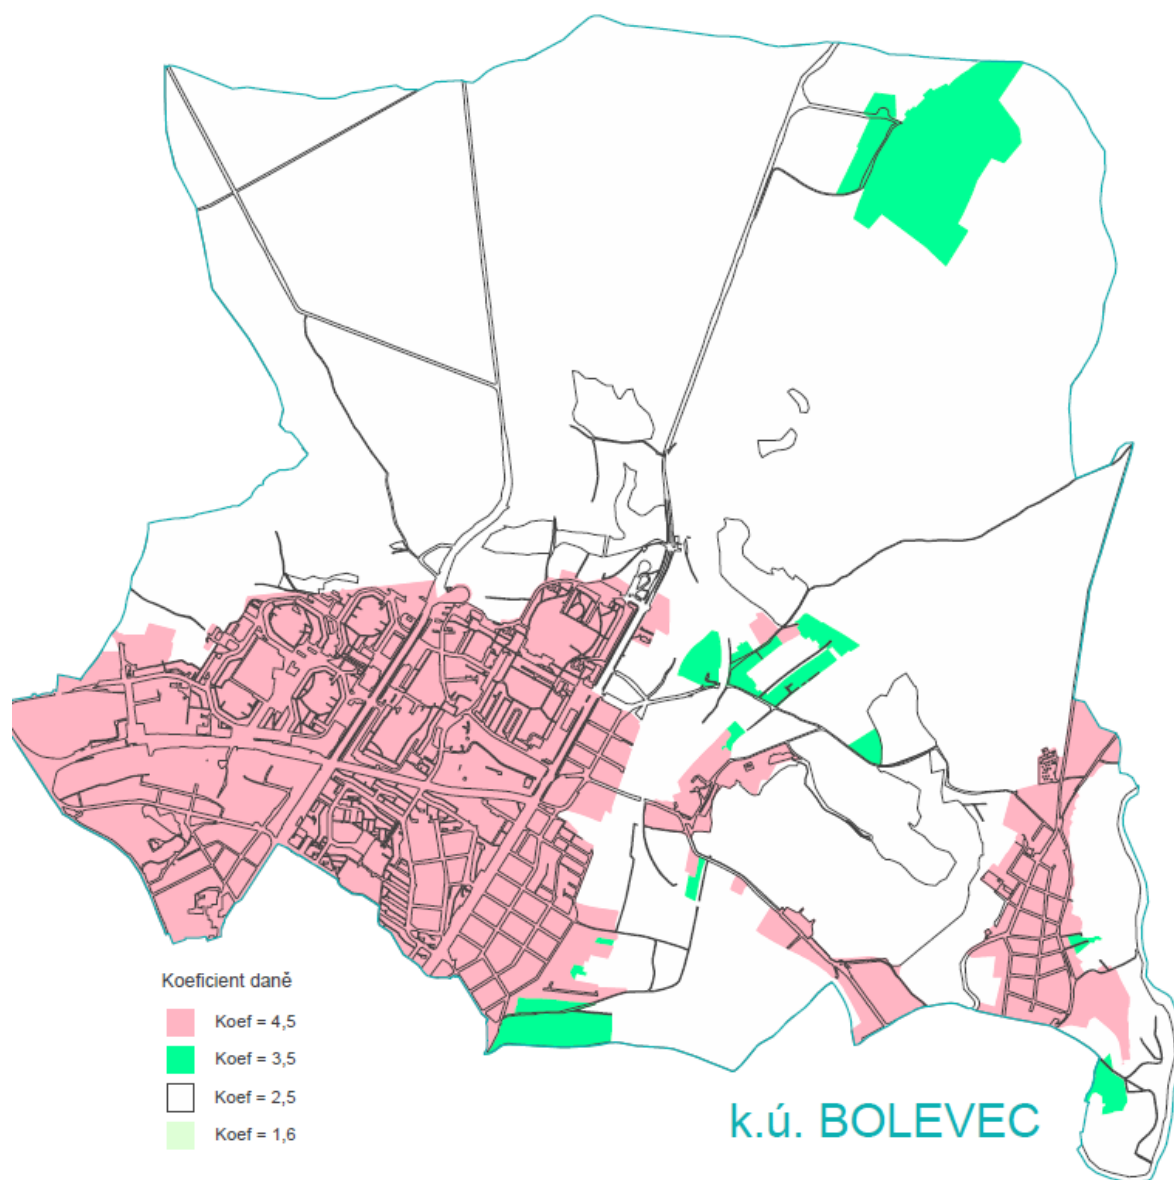 Koeficient daně
Koef = 4,5
Koef = 3,5
Koef = 2,5
Koef = 1,6
k.ú. BOLEVEC